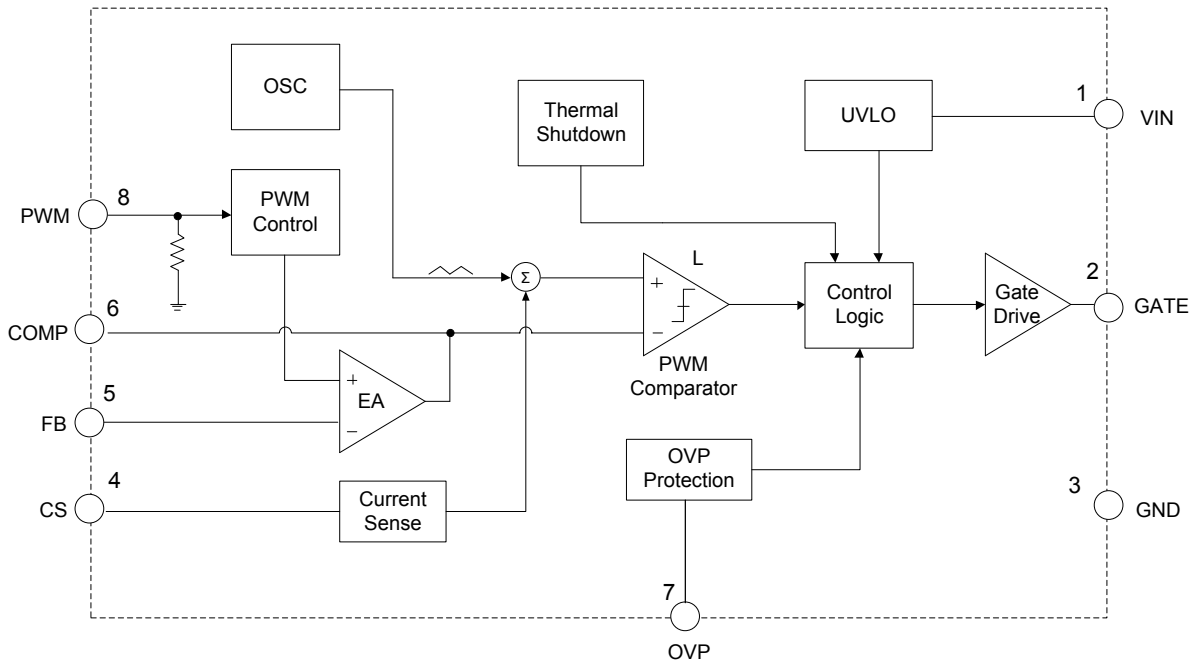 OSC
Thermal
Shutdown
UVLO
1
VIN
8
PWM
PWM
Control
Σ
L
+
−
PWM
Comparator
Control
Logic
Gate
Drive
2
GATE
6
COMP
+
EA
−
5
FB
4
CS
Current
Sense
OVP
Protection
3
GND
7
OVP